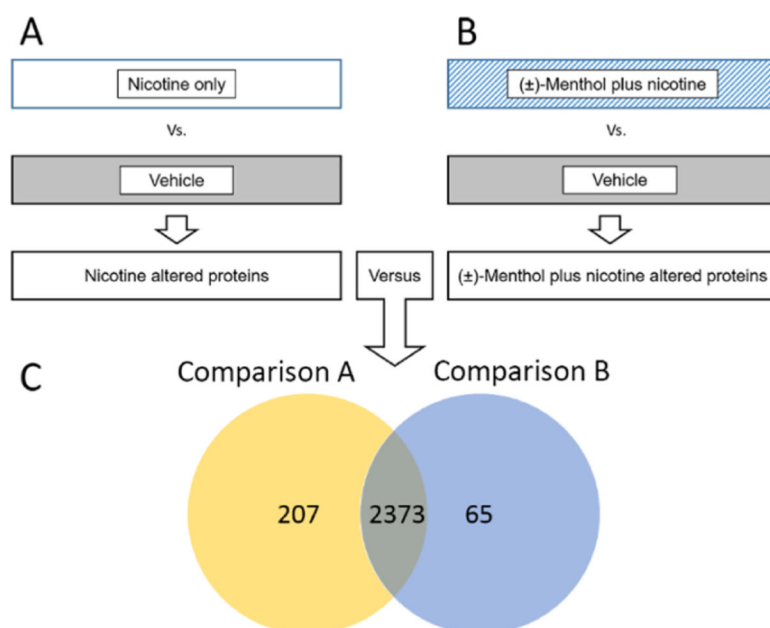 A
Nicotine only
Vs.
Vehicle
Nicotine altered proteins
B
(±)-Menthol plus nicotine
Vs.
Vehicle
(±)-Menthol plus nicotine altered proteins
Versus
C
Comparison A
Comparison B
207
2373
65